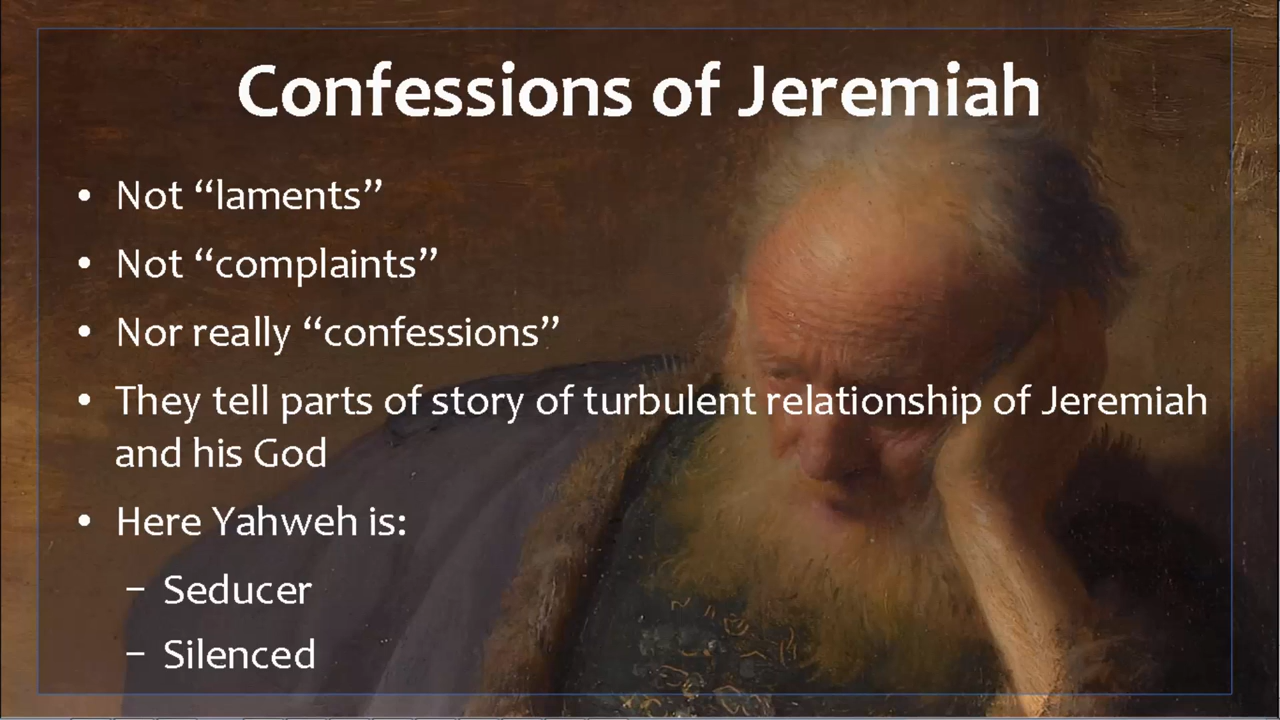 Confessions of Jeremiah
• Not “laments”
• Not “complaints”
• Nor really “confessions”
• They tell parts of story of turbulent relationship of Jeremiah
and his God
• Here Yahweh is:
– Seducer
– Silenced